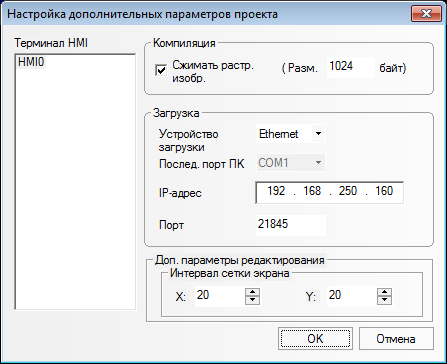 Настройка дополнительных параметров проекта
Терминал HMI
HMI0
Компиляция
Сжимать растр. изобр.
( Разм. 1024 байт)
Загрузка
Устройство загрузки
Ethernet
Послед. порт ПК COM1
IP-адрес 192 . 168 . 250 . 160
Порт 21845
Доп. параметры редактирования
Интервал сетки экрана
X: 20 Y: 20
OK Отмена